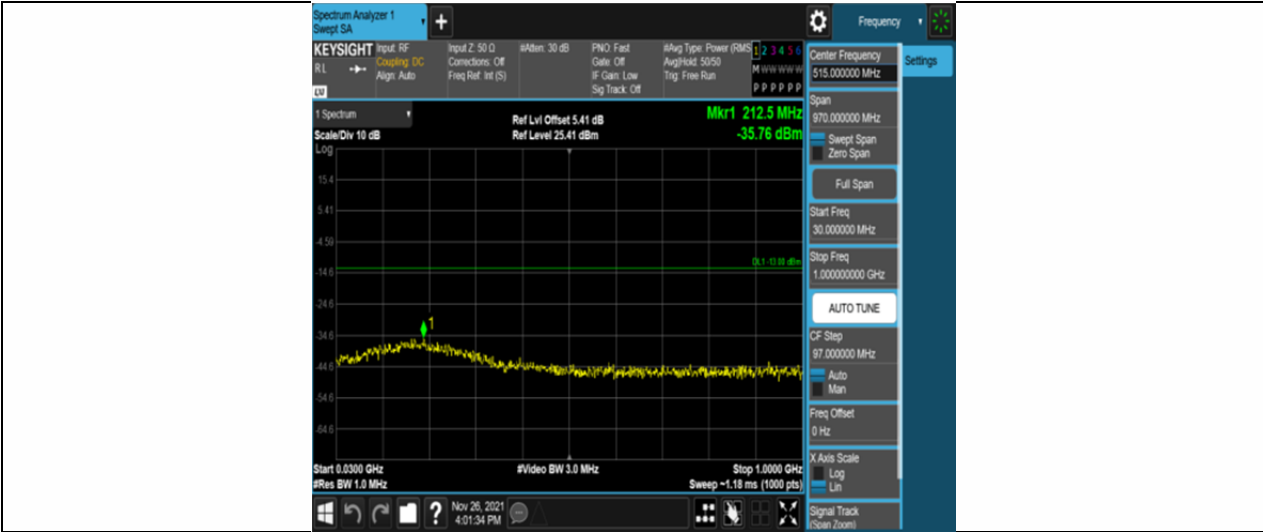 Spectrum Analyzer 1
Swept SA
+
Frequency
KEYSIGHT
Input: RF
Input Z: 50 Ω
#Atten: 30 dB
PNO: Fast
#Avg Type: Power (RMS
1 2 3 4 5 6
RL
Coupling: DC
Corrections: Off
Gate: Off
Avg|Hold: 50/50
M W W W W W
Align: Auto
Freq Ref: Int (S)
IF Gain: Low
Trig: Free Run
LV
Sig Track: Off
P P P P P P
1 Spectrum
Ref Lvl Offset 5.41 dB
Mkr1 212.5 MHz
Scale/Div 10 dB
Ref Level 25.41 dBm
-35.76 dBm
Log
15.4
5.41
-4.59
DL1 -13.00 dBm
-14.6
-24.6
1
-34.6
-44.6
-54.6
-64.6
Start 0.0300 GHz
#Video BW 3.0 MHz
Stop 1.0000 GHz
#Res BW 1.0 MHz
Sweep ~1.18 ms (1000 pts)
?
Nov 26, 2021
4:01:34 PM
Center Frequency
515.000000 MHz
Settings
Span
970.000000 MHz
Swept Span
Zero Span
Full Span
Start Freq
30.000000 MHz
Stop Freq
1.000000000 GHz
AUTO TUNE
CF Step
97.000000 MHz
Auto
Man
Freq Offset
0 Hz
X Axis Scale
Log
Lin
Signal Track
(Span Zoom)